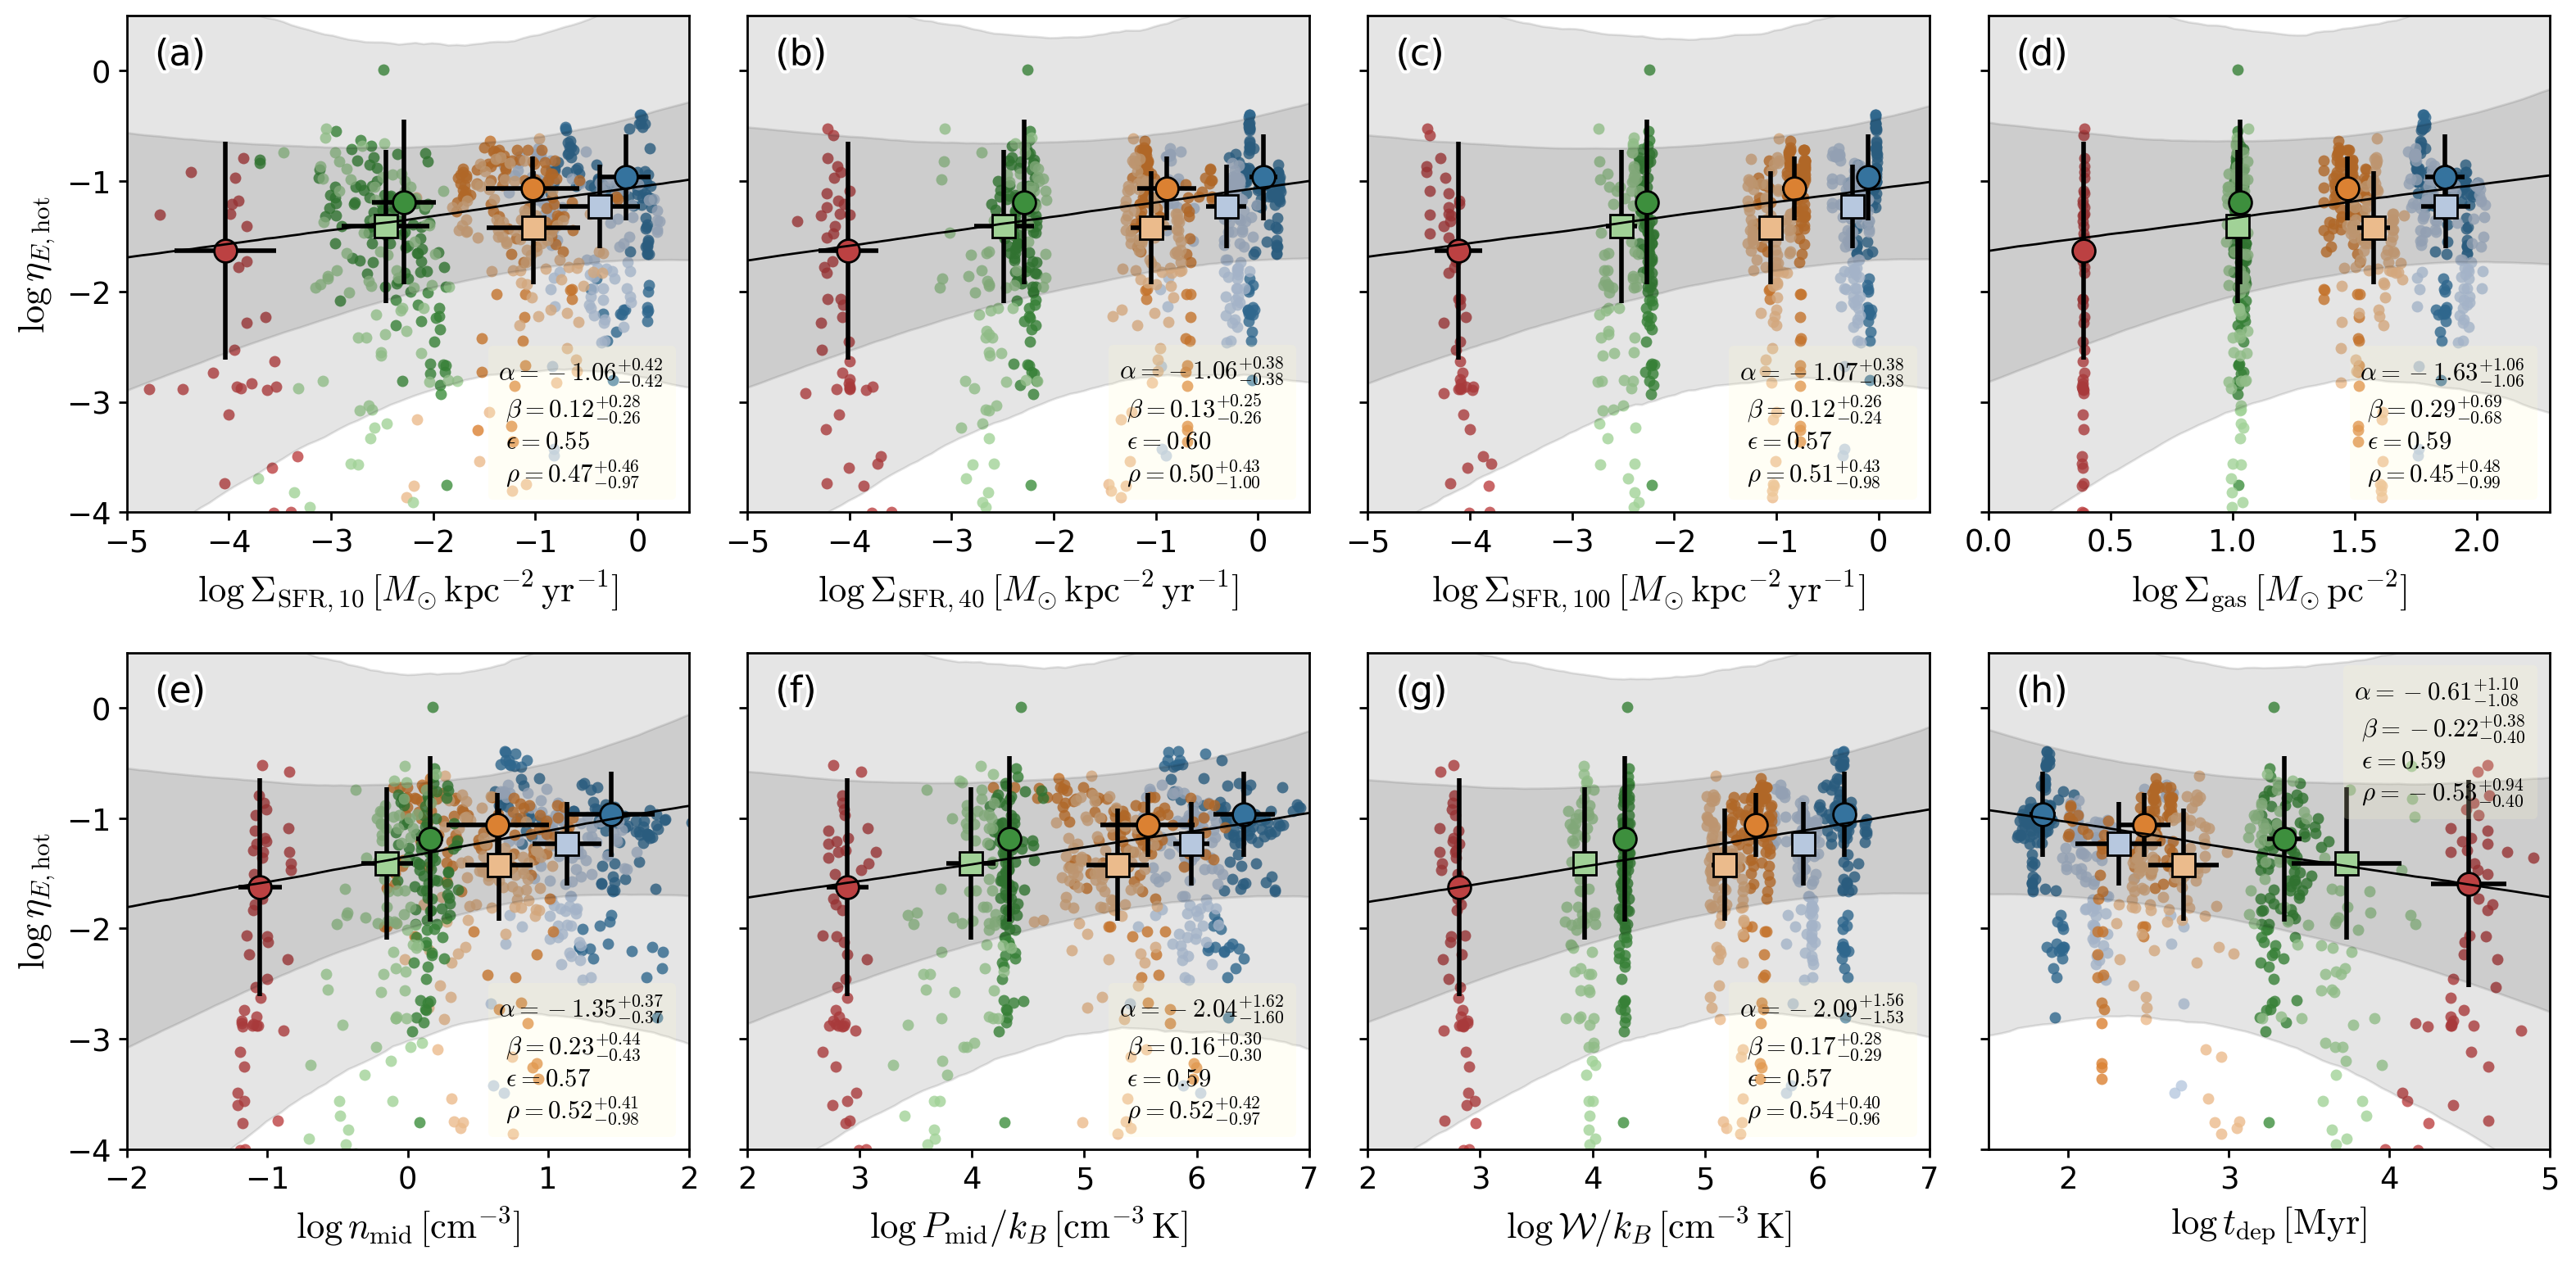 (a) (b) (c) (d)
0
−1
−2
−3
−4
log η_{E,hot}
α = −1.06^{+0.42}_{−0.42}
β = 0.12^{+0.28}_{−0.26}
ϵ = 0.55
ρ = 0.47^{+0.46}_{−0.97}
α = −1.06^{+0.38}_{−0.38}
β = 0.13^{+0.25}_{−0.26}
ϵ = 0.60
ρ = 0.50^{+0.43}_{−1.00}
α = −1.07^{+0.38}_{−0.38}
β = 0.12^{+0.26}_{−0.24}
ϵ = 0.57
ρ = 0.51^{+0.43}_{−0.98}
α = −1.63^{+1.06}_{−1.06}
β = 0.29^{+0.69}_{−0.68}
ϵ = 0.59
ρ = 0.45^{+0.48}_{−0.99}
−5 −4 −3 −2 −1 0
−5 −4 −3 −2 −1 0
−5 −4 −3 −2 −1 0
0.0 0.5 1.0 1.5 2.0
log Σ_{SFR,10} [M_⊙ kpc^{−2} yr^{−1}]
log Σ_{SFR,40} [M_⊙ kpc^{−2} yr^{−1}]
log Σ_{SFR,100} [M_⊙ kpc^{−2} yr^{−1}]
log Σ_{gas} [M_⊙ pc^{−2}]
(e) (f) (g) (h)
0
−1
−2
−3
−4
log η_{E,hot}
α = −1.35^{+0.37}_{−0.37}
β = 0.23^{+0.44}_{−0.43}
ϵ = 0.57
ρ = 0.52^{+0.41}_{−0.98}
α = −2.04^{+1.62}_{−1.60}
β = 0.16^{+0.30}_{−0.30}
ϵ = 0.59
ρ = 0.52^{+0.42}_{−0.97}
α = −2.09^{+1.56}_{−1.53}
β = 0.17^{+0.28}_{−0.29}
ϵ = 0.57
ρ = 0.54^{+0.40}_{−0.96}
α = −0.61^{+1.10}_{−1.08}
β = −0.22^{+0.38}_{−0.40}
ϵ = 0.59
ρ = −0.53^{+0.94}_{−0.40}
−2 −1 0 1 2
2 3 4 5 6 7
2 3 4 5 6 7
2 3 4 5
log n_{mid} [cm^{−3}]
log P_{mid}/k_B [cm^{−3} K]
log 𝒲/k_B [cm^{−3} K]
log t_{dep} [Myr]